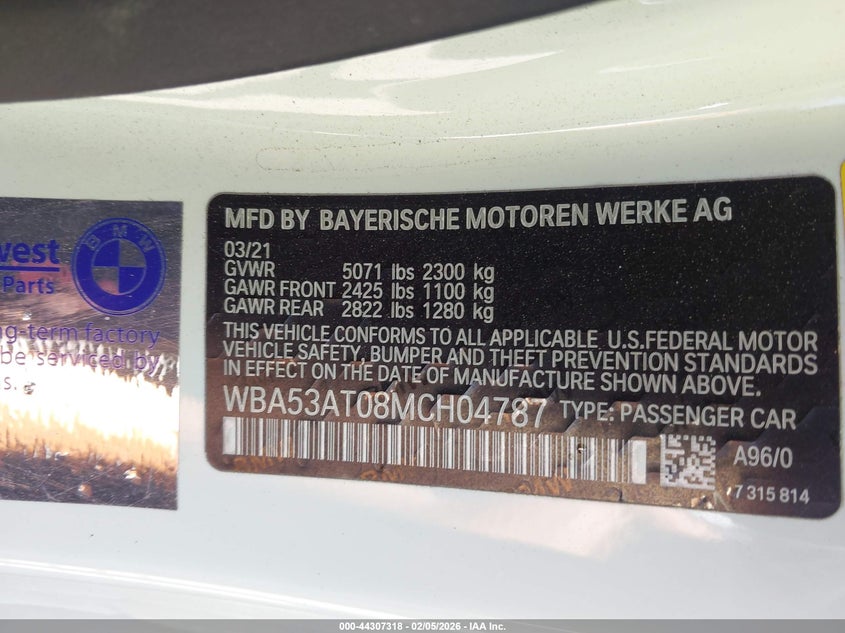 MFD BY BAYERISCHE MOTOREN WERKE AG
03/21
GVWR 5071 lbs 2300 kg
GAWR FRONT 2425 lbs 1100 kg
GAWR REAR 2822 lbs 1280 kg
THIS VEHICLE CONFORMS TO ALL APPLICABLE U.S.FEDERAL MOTOR
VEHICLE SAFETY, BUMPER AND THEFT PREVENTION STANDARDS
IN EFFECT ON THE DATE OF MANUFACTURE SHOWN ABOVE.
WBA53AT08MCH04787 TYPE: PASSENGER CAR
A96/0
7 315 814
west
BMW
Parts
ng-term factory
be serviced by
s.
000-44307318 - 02/05/2026 - IAA Inc.